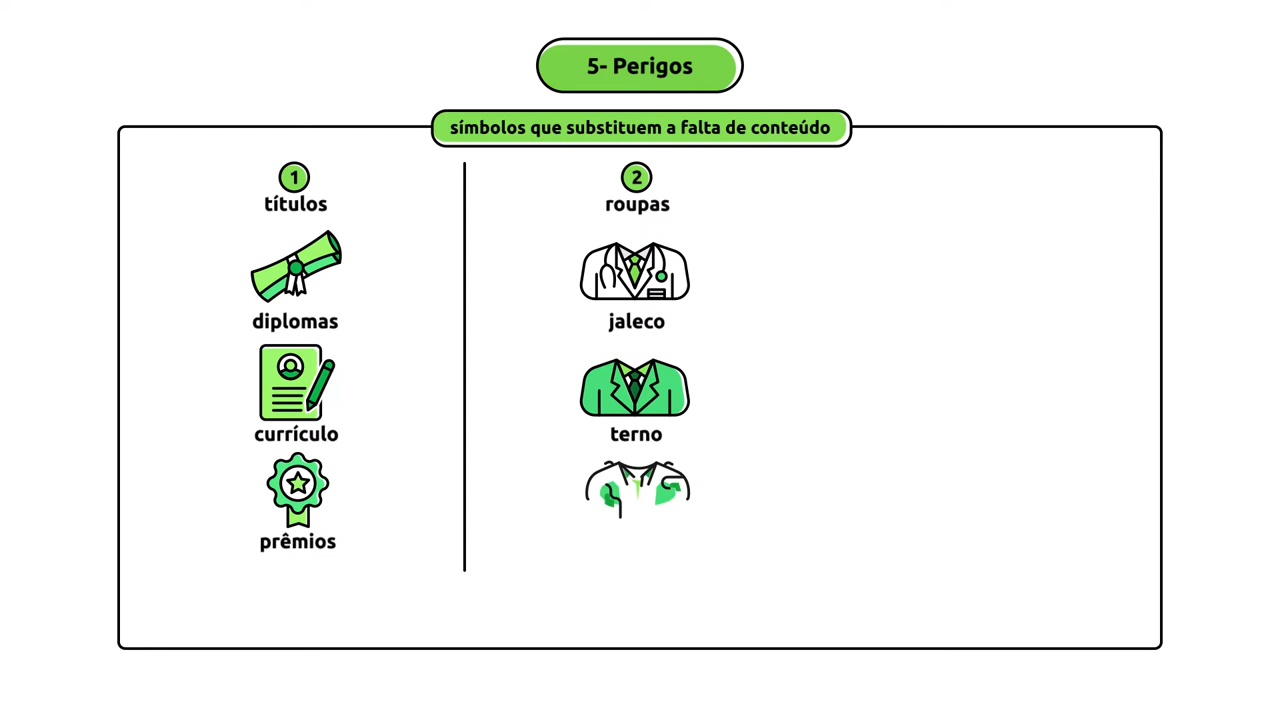 5- Perigos
símbolos que substituem a falta de conteúdo
1
títulos
diplomas
currículo
prêmios
2
roupas
jaleco
terno